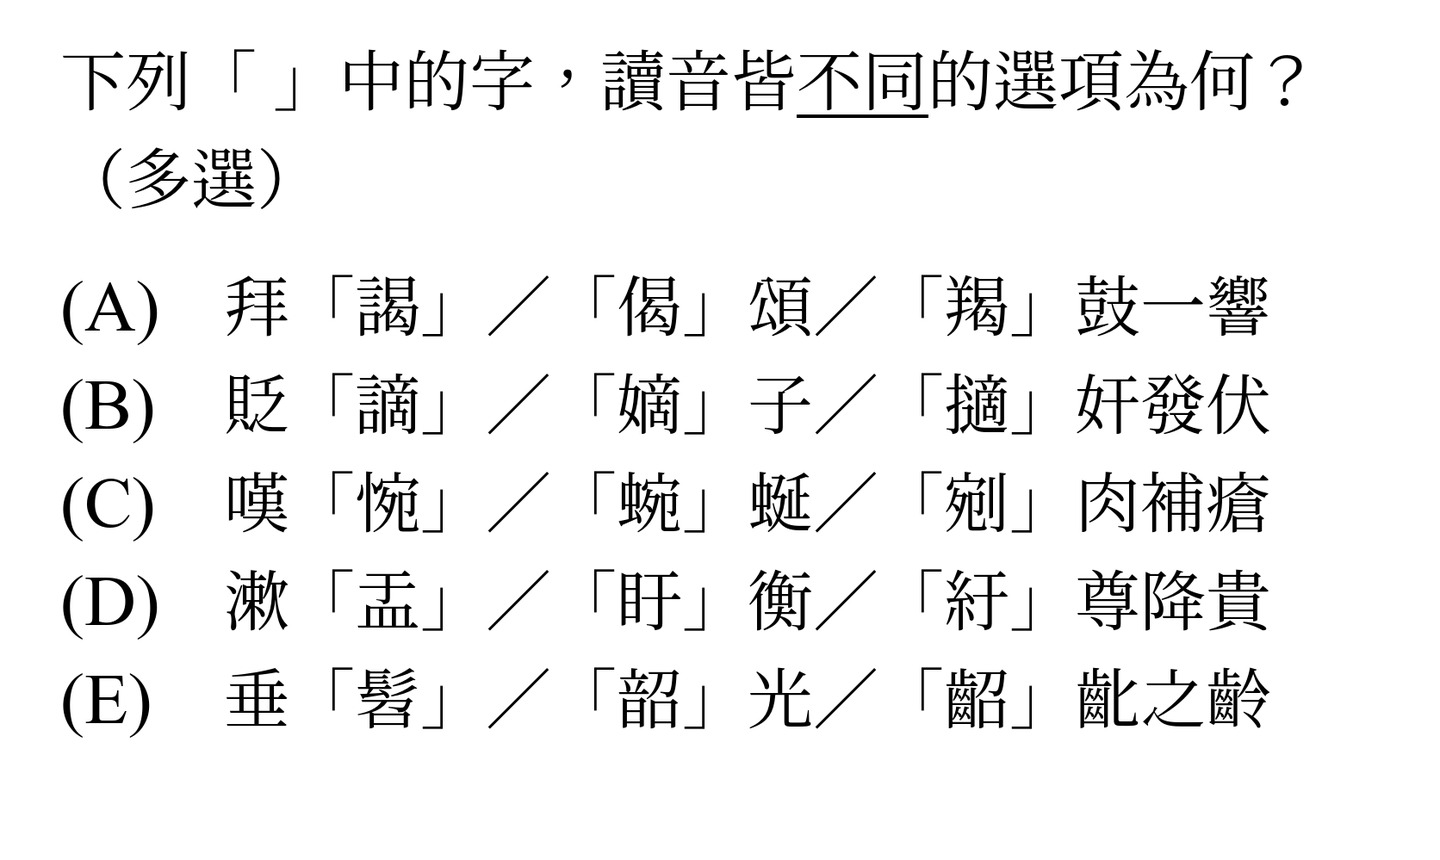 下列「 」中的字，讀音皆不同的選項為何？
（多選）
(A) 拜「謁」／「偈」頌／「羯」鼓一響
(B) 貶「謫」／「嫡」子／「擿」奸發伏
(C) 嘆「惋」／「蜿」蜒／「剜」肉補瘡
(D) 漱「盂」／「盱」衡／「紆」尊降貴
(E) 垂「髫」／「韶」光／「齠」齔之齡